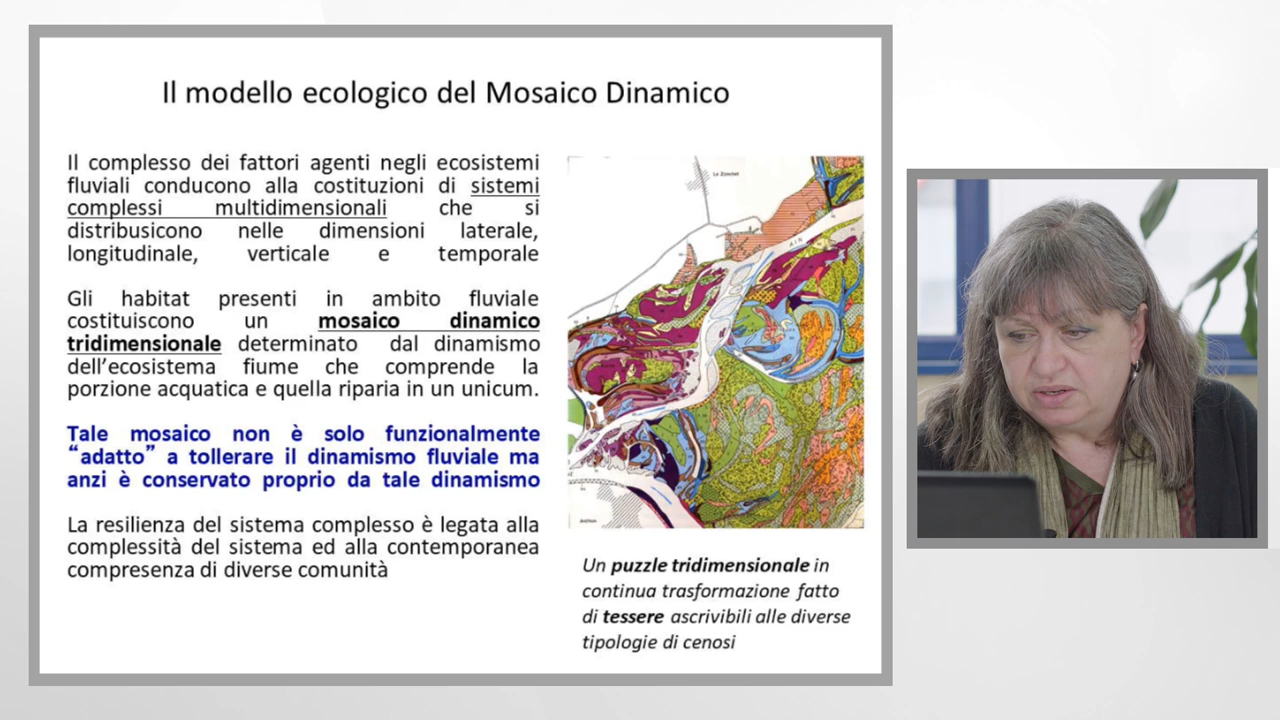 Il modello ecologico del Mosaico Dinamico
Il complesso dei fattori agenti negli ecosistemi
fluviali conducono alla costituzioni di sistemi
complessi multidimensionali che si
distribusicono nelle dimensioni laterale,
longitudinale, verticale e temporale
Gli habitat presenti in ambito fluviale
costituiscono un mosaico dinamico
tridimensionale determinato dal dinamismo
dell’ecosistema fiume che comprende la
porzione acquatica e quella riparia in un unicum.
Tale mosaico non è solo funzionalmente
“adatto” a tollerare il dinamismo fluviale ma
anzi è conservato proprio da tale dinamismo
La resilienza del sistema complesso è legata alla
complessità del sistema ed alla contemporanea
compresenza di diverse comunità
AIN
Un puzzle tridimensionale in
continua trasformazione fatto
di tessere ascrivibili alle diverse
tipologie di cenosi